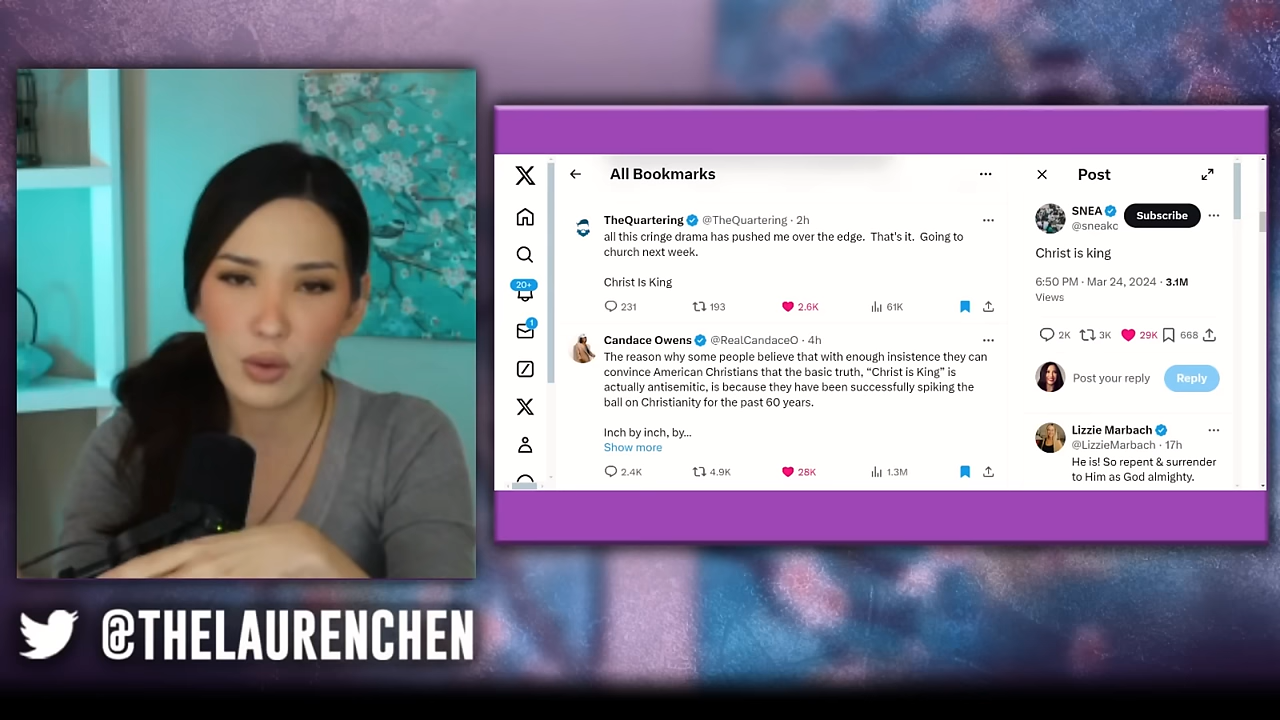 All Bookmarks
TheQuartering @TheQuartering · 2h
all this cringe drama has pushed me over the edge. That's it. Going to
church next week.
Christ Is King
231 193 2.6K 61K
Candace Owens @RealCandaceO · 4h
The reason why some people believe that with enough insistence they can
convince American Christians that the basic truth, “Christ is King” is
actually antisemitic, is because they have been successfully spiking the
ball on Christianity for the past 60 years.
Inch by inch, by...
Show more
2.4K 4.9K 28K 1.3M
20+
1
Post
SNEA
Subscribe
@sneakc
Christ is king
6:50 PM · Mar 24, 2024 · 3.1M
Views
2K 3K 29K 668
Post your reply
Reply
Lizzie Marbach
@LizzieMarbach · 17h
He is! So repent & surrender
to Him as God almighty.
@THELAURENCHEN